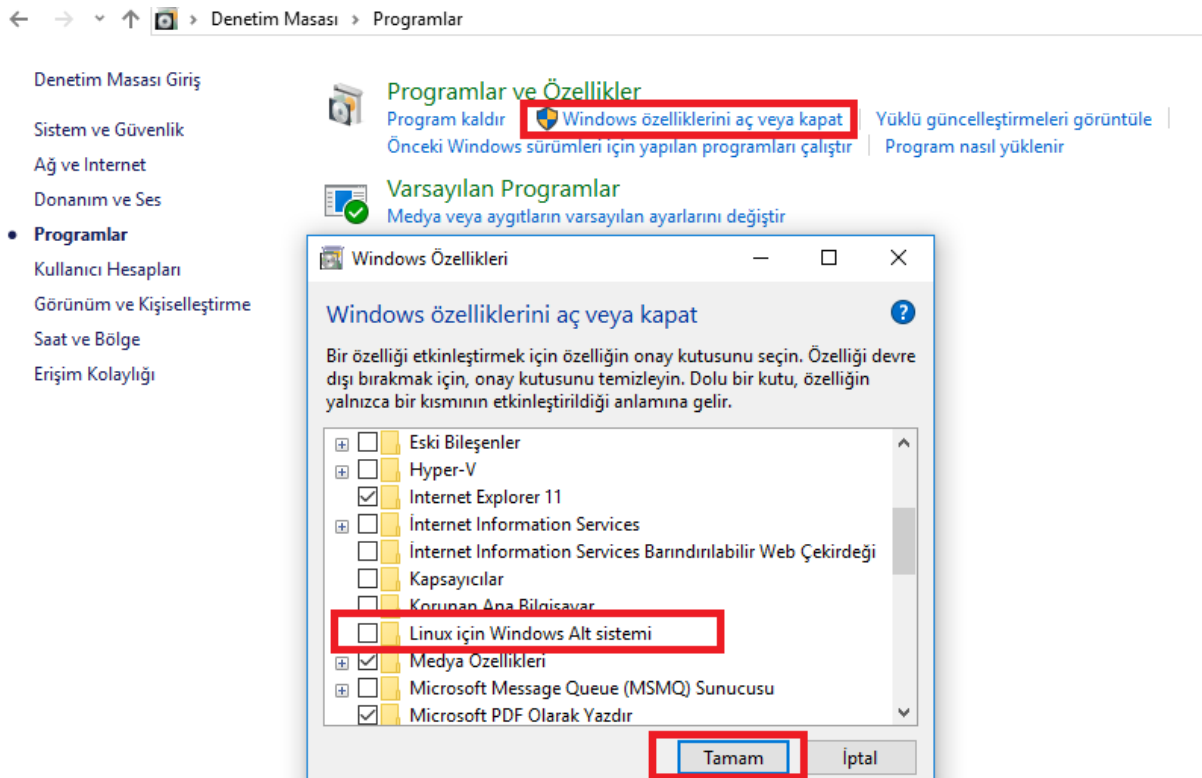 Denetim Masası > Programlar
Denetim Masası Giriş
Sistem ve Güvenlik
Ağ ve Internet
Donanım ve Ses
Programlar
Kullanıcı Hesapları
Görünüm ve Kişiselleştirme
Saat ve Bölge
Erişim Kolaylığı
Programlar ve Özellikler
Program kaldır Windows özelliklerini aç veya kapat Yüklü güncelleştirmeleri görüntüle
Önceki Windows sürümleri için yapılan programları çalıştır Program nasıl yüklenir
Varsayılan Programlar
Medya veya aygıtların varsayılan ayarlarını değiştir
Windows Özellikleri
Windows özelliklerini aç veya kapat
Bir özelliği etkinleştirmek için özelliğin onay kutusunu seçin. Özelliği devre
dışı bırakmak için, onay kutusunu temizleyin. Dolu bir kutu, özelliğin
yalnızca bir kısmının etkinleştirildiği anlamına gelir.
Eski Bileşenler
Hyper-V
Internet Explorer 11
İnternet Information Services
İnternet Information Services Barındırılabilir Web Çekirdeği
Kapsayıcılar
Korunan Ana Bilgisayar
Linux için Windows Alt sistemi
Medya Özellikleri
Microsoft Message Queue (MSMQ) Sunucusu
Microsoft PDF Olarak Yazdır
Tamam İptal